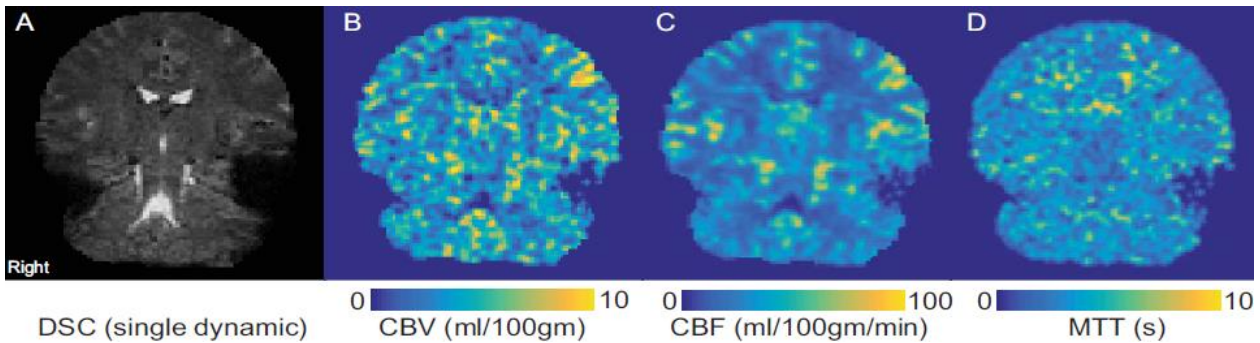 A
B
C
D
Right
0 10
0 100
0 10
DSC (single dynamic)
CBV (ml/100gm)
CBF (ml/100gm/min)
MTT (s)